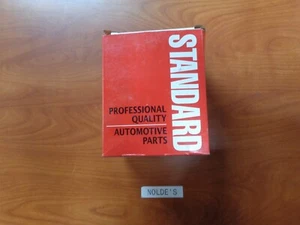 STANDARD
PROFESSIONAL
QUALITY
AUTOMOTIVE
PARTS
NOLDE'S